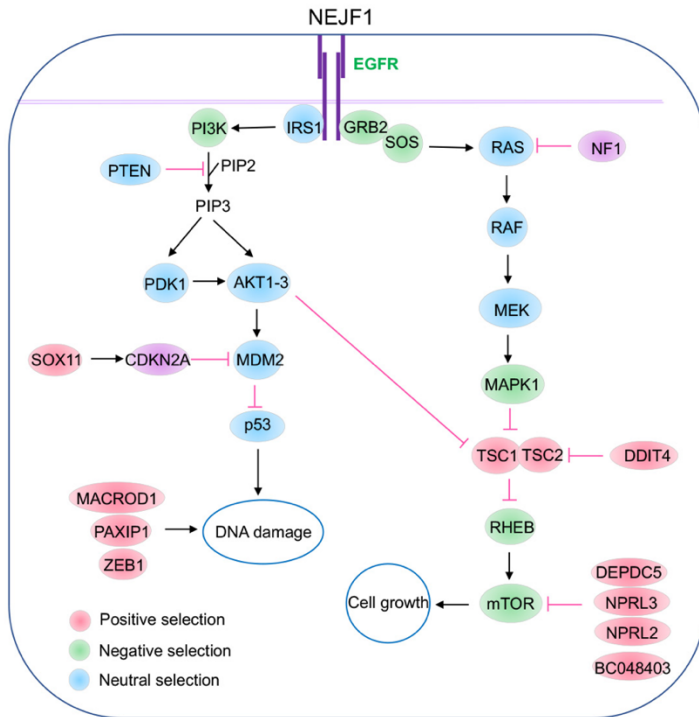 NEJF1
EGFR
PI3K
IRS1
GRB2
SOS
RAS
NF1
PTEN
PIP2
PIP3
RAF
PDK1
AKT1-3
MEK
SOX11
CDKN2A
MDM2
MAPK1
p53
TSC1
TSC2
DDIT4
MACROD1
PAXIP1
ZEB1
DNA damage
RHEB
DEPDC5
Cell growth
mTOR
NPRL3
NPRL2
BC048403
Positive selection
Negative selection
Neutral selection